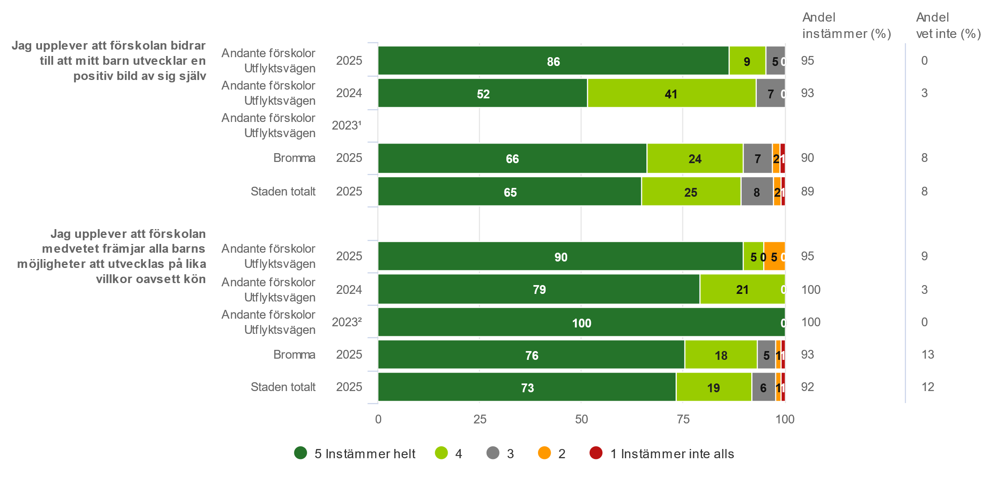 Andel
instämmer (%)
Andel
vet inte (%)
Jag upplever att förskolan bidrar
till att mitt barn utvecklar en
positiv bild av sig själv
Andante förskolor
Utflyktsvägen
2025
86
9
5
0
95
0
Andante förskolor
Utflyktsvägen
2024
52
41
7
0
93
3
Andante förskolor
Utflyktsvägen
2023¹
Bromma
2025
66
24
7
2
1
90
8
Staden totalt
2025
65
25
8
2
1
89
8
Jag upplever att förskolan
medvetet främjar alla barns
möjligheter att utvecklas på lika
villkor oavsett kön
Andante förskolor
Utflyktsvägen
2025
90
5
0
5
0
95
9
Andante förskolor
Utflyktsvägen
2024
79
21
0
100
3
Andante förskolor
Utflyktsvägen
2023²
100
0
100
0
Bromma
2025
76
18
5
1
1
93
13
Staden totalt
2025
73
19
6
1
1
92
12
0
25
50
75
100
5 Instämmer helt
4
3
2
1 Instämmer inte alls